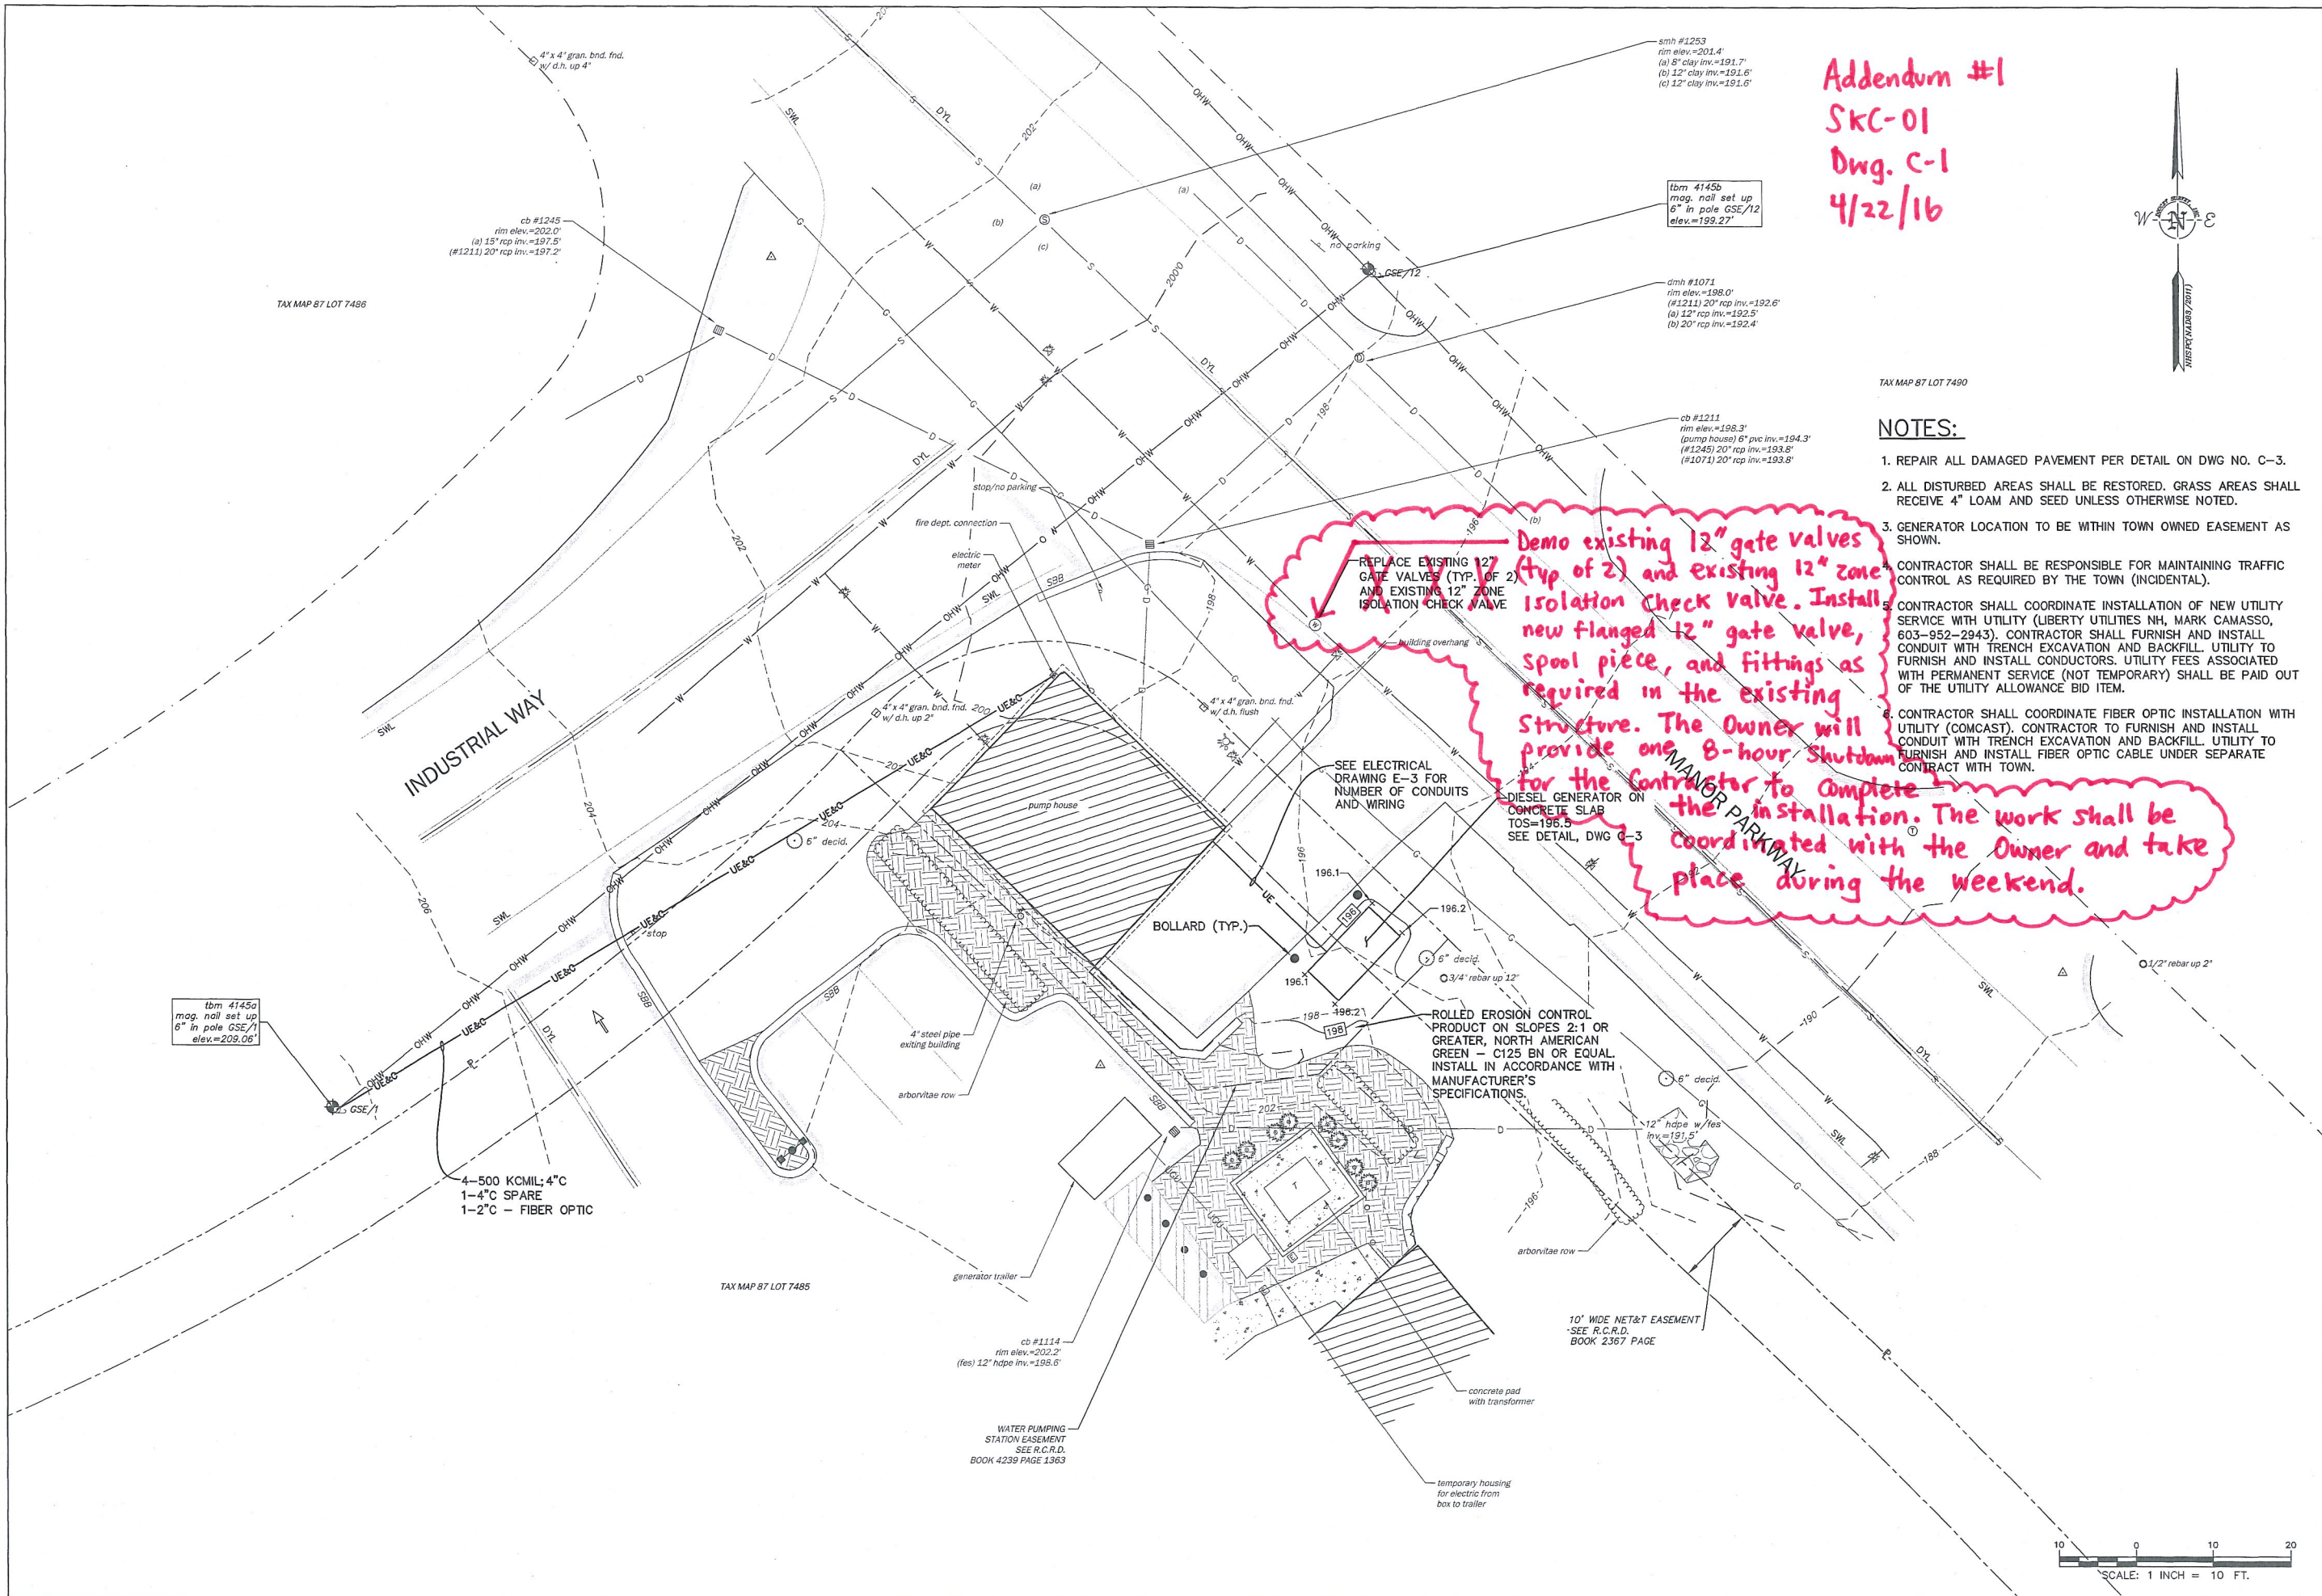 4" x 4" gran. bnd. fnd.
w/ d.h. up 4"
smh #1253
rim elev.=201.4'
(a) 8" clay inv.=191.7'
(b) 12" clay inv.=191.6'
(c) 12" clay inv.=191.6'
Addendum #1
SKC-01
Dwg. C-1
4/22/16
tbm 4145b
mag. nail set up
6" in pole GSE/12
elev.=199.27'
W N E
NHSPC(NAD83/2011)
cb #1245
rim elev.=202.0'
(a) 15" rcp inv.=197.5'
(#1211) 20" rcp inv.=197.2'
(a)
(b)
(c)
(a)
no parking
GSE/12
TAX MAP 87 LOT 7486
dmh #1071
rim elev.=198.0'
(#1211) 20" rcp inv.=192.6'
(a) 12" rcp inv.=192.5'
(b) 20" rcp inv.=192.4'
TAX MAP 87 LOT 7490
cb #1211
rim elev.=198.3'
(pump house) 6" pvc inv.=194.3'
(#1245) 20" rcp inv.=193.8'
(#1071) 20" rcp inv.=193.8'
NOTES:
1. REPAIR ALL DAMAGED PAVEMENT PER DETAIL ON DWG NO. C-3.
2. ALL DISTURBED AREAS SHALL BE RESTORED. GRASS AREAS SHALL
RECEIVE 4" LOAM AND SEED UNLESS OTHERWISE NOTED.
3. GENERATOR LOCATION TO BE WITHIN TOWN OWNED EASEMENT AS
SHOWN.
4. CONTRACTOR SHALL BE RESPONSIBLE FOR MAINTAINING TRAFFIC
CONTROL AS REQUIRED BY THE TOWN (INCIDENTAL).
5. CONTRACTOR SHALL COORDINATE INSTALLATION OF NEW UTILITY
SERVICE WITH UTILITY (LIBERTY UTILITIES NH, MARK CAMASSO,
603-952-2943). CONTRACTOR SHALL FURNISH AND INSTALL
CONDUIT WITH TRENCH EXCAVATION AND BACKFILL. UTILITY TO
FURNISH AND INSTALL CONDUCTORS. UTILITY FEES ASSOCIATED
WITH PERMANENT SERVICE (NOT TEMPORARY) SHALL BE PAID OUT
OF THE UTILITY ALLOWANCE BID ITEM.
6. CONTRACTOR SHALL COORDINATE FIBER OPTIC INSTALLATION WITH
UTILITY (COMCAST). CONTRACTOR TO FURNISH AND INSTALL
CONDUIT WITH TRENCH EXCAVATION AND BACKFILL. UTILITY TO
FURNISH AND INSTALL FIBER OPTIC CABLE UNDER SEPARATE
CONTRACT WITH TOWN.
stop/no parking
fire dept. connection
electric
meter
(b)
REPLACE EXISTING 12"
GATE VALVES (TYP. OF 2)
AND EXISTING 12" ZONE
ISOLATION CHECK VALVE
Demo existing 12" gate valves
(typ of 2) and existing 12" zone
isolation check valve. Install
new flanged 12" gate valve,
spool piece, and fittings as
required in the existing
structure. The Owner will
provide one 8-hour shutdown
for the Contractor to complete
the installation. The work shall be
coordinated with the Owner and take
place during the weekend.
building overhang
4" x 4" gran. bnd. fnd.
w/ d.h. up 2"
4" x 4" gran. bnd. fnd.
w/ d.h. flush
INDUSTRIAL WAY
MANOR PARKWAY
pump house
SEE ELECTRICAL
DRAWING E-3 FOR
NUMBER OF CONDUITS
AND WIRING
DIESEL GENERATOR ON
CONCRETE SLAB
TOS=196.5
SEE DETAIL, DWG C-3
6" decid.
196.1
196
196.2
BOLLARD (TYP.)
6" decid.
3/4" rebar up 12"
196.1
196.2
198
198
stop
1/2" rebar up 2"
tbm 4145a
mag. nail set up
6" in pole GSE/1
elev.=209.06'
GSE/1
4" steel pipe
exiting building
ROLLED EROSION CONTROL
PRODUCT ON SLOPES 2:1 OR
GREATER, NORTH AMERICAN
GREEN - C125 BN OR EQUAL.
INSTALL IN ACCORDANCE WITH
MANUFACTURER'S
SPECIFICATIONS.
6" decid.
arborvitae row
12" hdpe w/fes
inv.=191.5'
4-500 KCMIL; 4"C
1-4"C SPARE
1-2"C - FIBER OPTIC
T
arborvitae row
generator trailer
TAX MAP 87 LOT 7485
10' WIDE NET&T EASEMENT
SEE R.C.R.D.
BOOK 2367 PAGE
cb #1114
rim elev.=202.2'
(fes) 12" hdpe inv.=198.6'
concrete pad
with transformer
WATER PUMPING
STATION EASEMENT
SEE R.C.R.D.
BOOK 4239 PAGE 1363
temporary housing
for electric from
box to trailer
10 0 10 20
SCALE: 1 INCH = 10 FT.